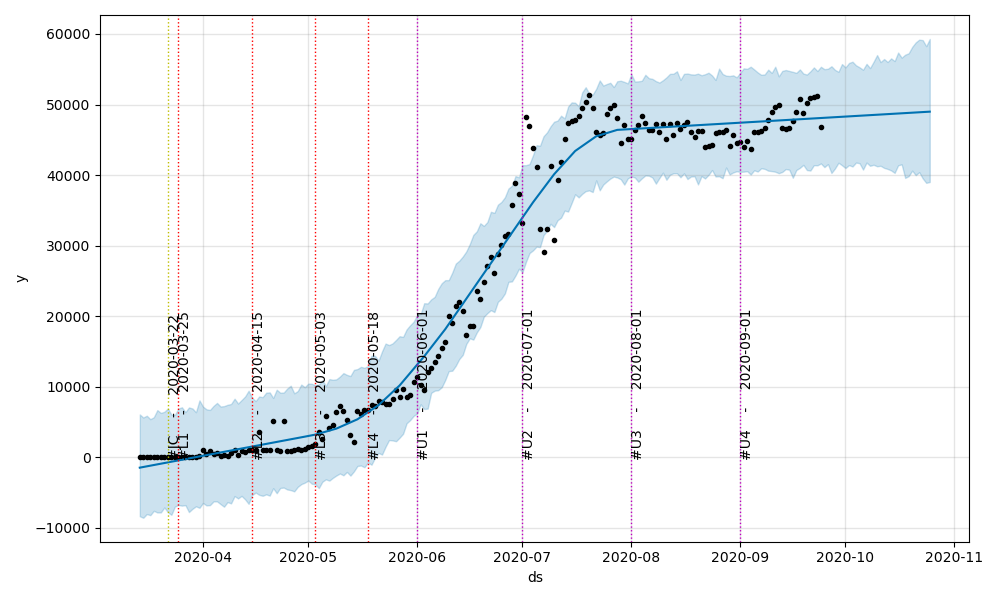 60000
50000
40000
30000
20000
10000
0
−10000
y
#JC - 2020-03-22
#L1 - 2020-03-25
#L2 - 2020-04-15
#L3 - 2020-05-03
#L4 - 2020-05-18
#U1 - 2020-06-01
#U2 - 2020-07-01
#U3 - 2020-08-01
#U4 - 2020-09-01
2020-04 2020-05 2020-06 2020-07 2020-08 2020-09 2020-10 2020-11
ds